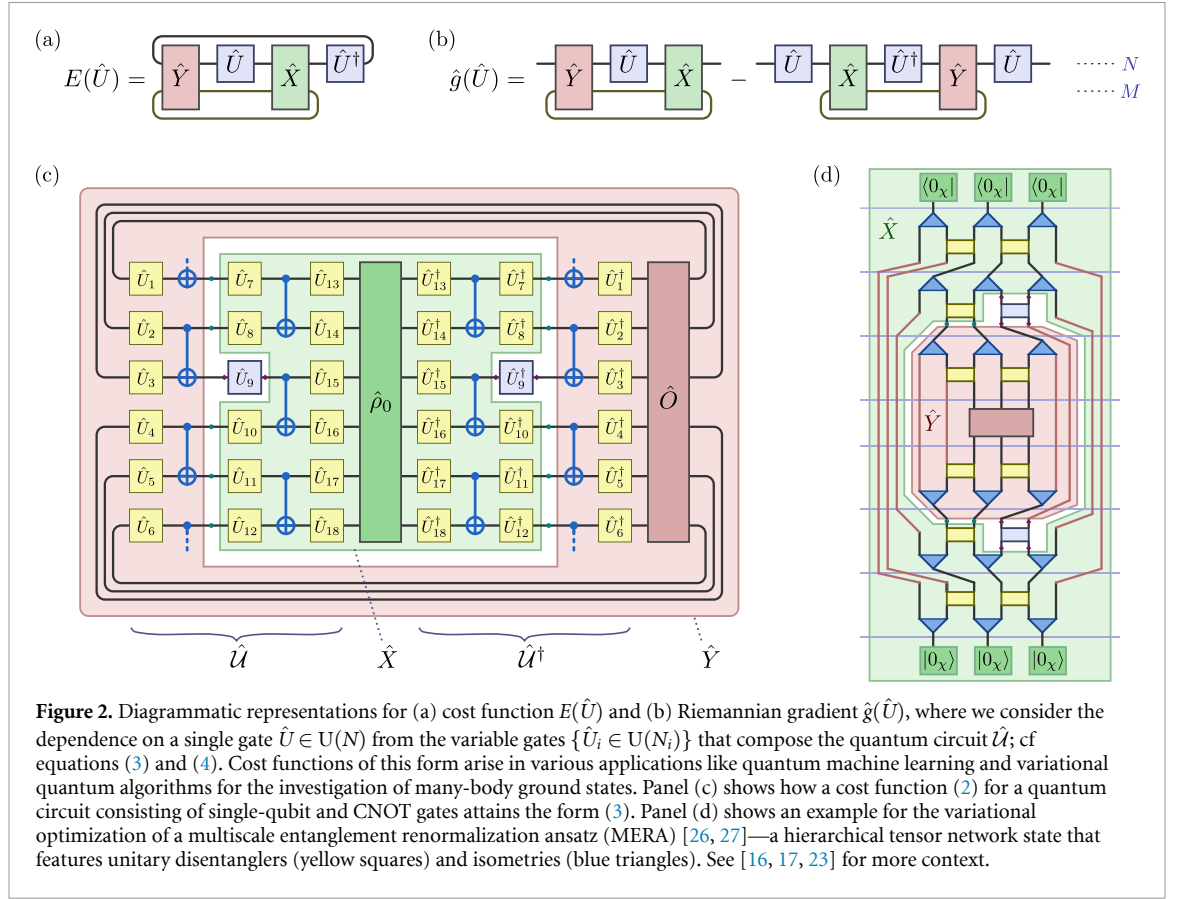 (a)
E(Û) =
Ŷ Û X̂ Û†
(b)
ĝ(Û) =
Ŷ Û X̂ − Û X̂ Û† Ŷ Û
N
M
(c)
Û1 Û7 Û13 Û†13 Û†7 Û†1
Û2 Û8 Û14 Û†14 Û†8 Û†2
Û3 Û9 Û15 Û†15 Û†9 Û†3
ρ̂0 Ô
Û4 Û10 Û16 Û†16 Û†10 Û†4
Û5 Û11 Û17 Û†17 Û†11 Û†5
Û6 Û12 Û18 Û†18 Û†12 Û†6
𝒰̂ X̂ 𝒰̂† Ŷ
(d)
⟨0χ| ⟨0χ| ⟨0χ|
X̂
Ŷ
|0χ⟩ |0χ⟩ |0χ⟩
Figure 2. Diagrammatic representations for (a) cost function E(Û) and (b) Riemannian gradient ĝ(Û), where we consider the
dependence on a single gate Û ∈ U(N) from the variable gates {Ûi ∈ U(Ni)} that compose the quantum circuit 𝒰̂; cf
equations (3) and (4). Cost functions of this form arise in various applications like quantum machine learning and variational
quantum algorithms for the investigation of many-body ground states. Panel (c) shows how a cost function (2) for a quantum
circuit consisting of single-qubit and CNOT gates attains the form (3). Panel (d) shows an example for the variational
optimization of a multiscale entanglement renormalization ansatz (MERA) [26, 27]—a hierarchical tensor network state that
features unitary disentanglers (yellow squares) and isometries (blue triangles). See [16, 17, 23] for more context.